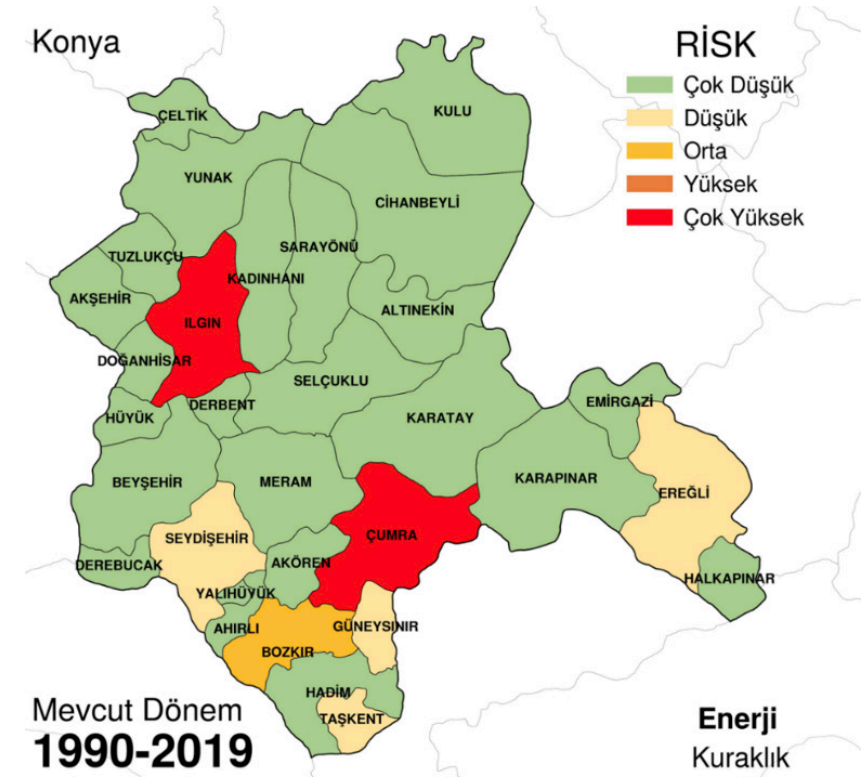 Konya
RİSK
Çok Düşük
Düşük
Orta
Yüksek
Çok Yüksek
KULU
ÇELTİK
YUNAK
CİHANBEYLİ
SARAYÖNÜ
TUZLUKÇU
KADINHANI
AKŞEHİR
ALTINEKİN
ILGIN
DOĞANHİSAR
SELÇUKLU
EMİRGAZİ
DERBENT
HÜYÜK
KARATAY
KARAPINAR
BEYŞEHİR
MERAM
EREĞLİ
SEYDİŞEHİR
ÇUMRA
AKÖREN
DEREBUCAK
HALKAPINAR
YALIHÜYÜK
AHIRLI
GÜNEYSINIR
BOZKIR
HADİM
TAŞKENT
Mevcut Dönem
1990-2019
Enerji
Kuraklık